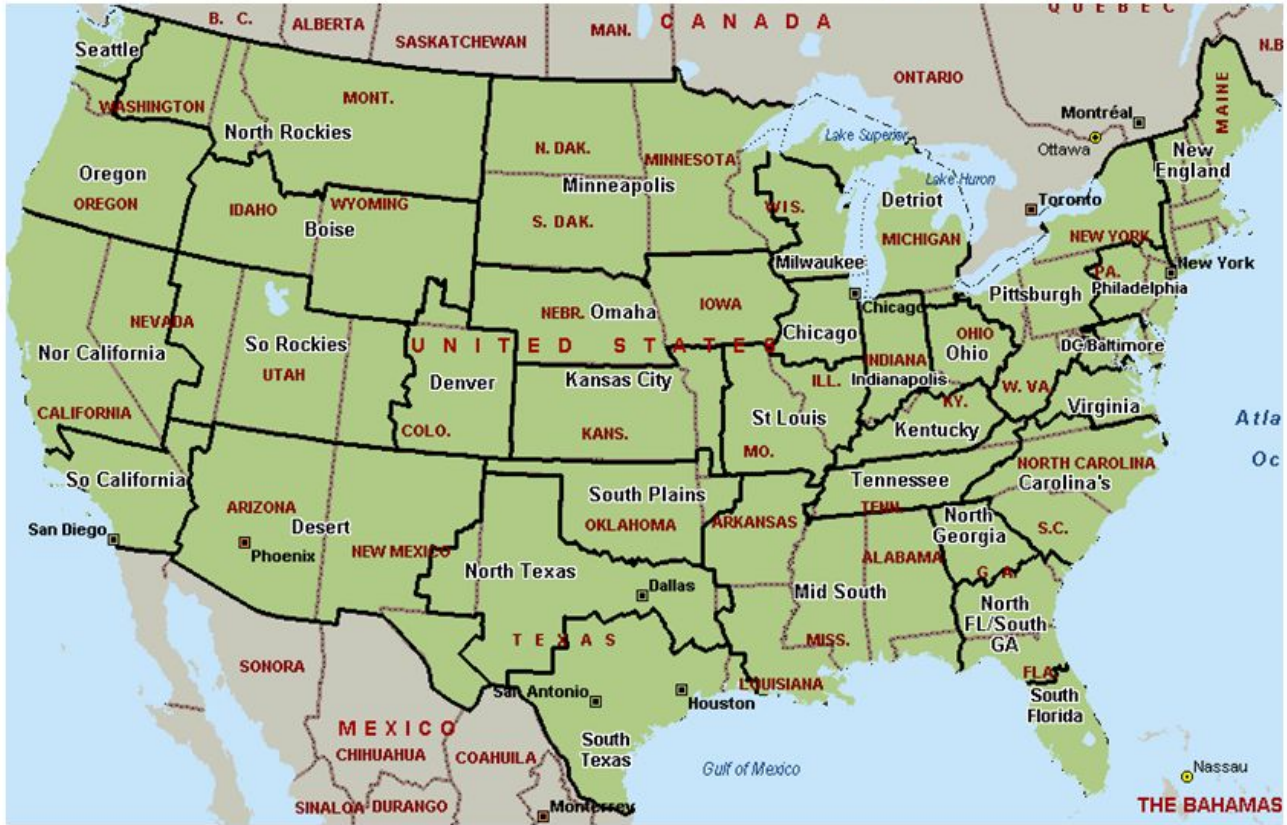 QUEBEC
B. C.
ALBERTA
MAN.
CANADA
SASKATCHEWAN
N.B
Seattle
ONTARIO
MONT.
WASHINGTON
MAINE
Montréal
North Rockies
Lake Superior
N. DAK.
MINNESOTA
Ottawa
New
England
Oregon
Minneapolis
Lake Huron
OREGON
IDAHO
WYOMING
WIS.
Detriot
Toronto
Boise
S. DAK.
MICHIGAN
NEW YORK
Milwaukee
New York
PA.
Pittsburgh
Philadelphia
NEBR.
Omaha
IOWA
Chicago
NEVADA
Chicago
OHIO
Nor California
So Rockies
UNITED STATES
Ohio
DC Baltimore
UTAH
Denver
Kansas City
ILL.
INDIANA
Indianapolis
W. VA
CALIFORNIA
KY.
Virginia
COLO.
KANS.
St Louis
Kentucky
Atla
MO.
Oc
So California
Tennessee
NORTH CAROLINA
Carolina's
South Plains
ARIZONA
Desert
TENN.
San Diego
OKLAHOMA
ARKANSAS
North
Georgia
S.C.
Phoenix
NEW MEXICO
ALABAMA
North Texas
G A.
Dallas
Mid South
North
FL/South
GA
TEXAS
MISS.
SONORA
FLA.
San Antonio
LOUISIANA
Houston
South
Florida
MEXICO
CHIHUAHUA
COAHUILA
South
Texas
Gulf of Mexico
Nassau
SINALOA
DURANGO
Monterrey
THE BAHAMAS